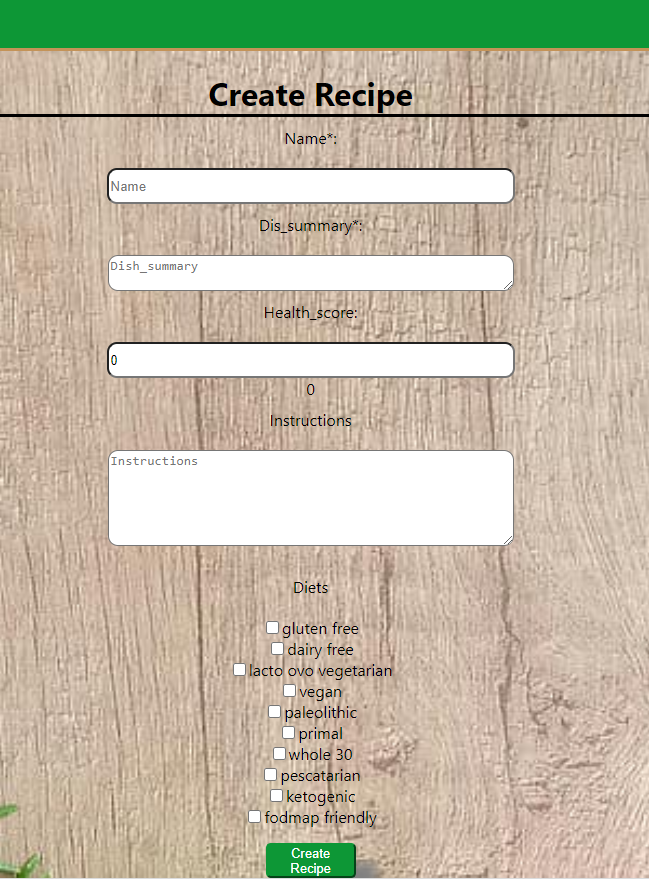 Create Recipe
Name*:
Name
Dis_summary*:
Dish_summary
Health_score:
0
0
Instructions
Instructions
Diets
gluten free
dairy free
lacto ovo vegetarian
vegan
paleolithic
primal
whole 30
pescatarian
ketogenic
fodmap friendly
Create
Recipe